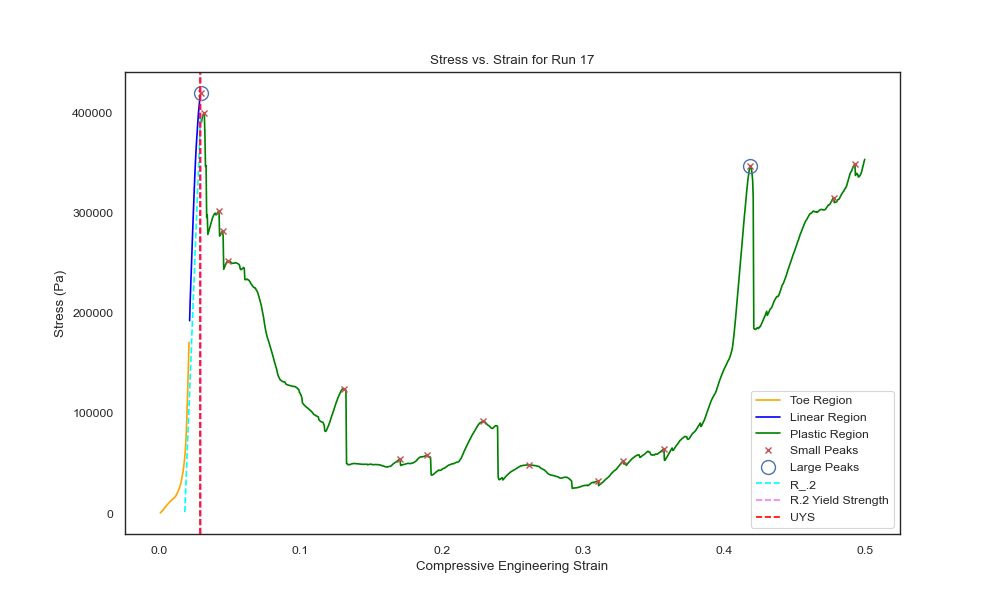 Stress vs. Strain for Run 17
Stress (Pa)
400000
300000
200000
100000
0
0.0 0.1 0.2 0.3 0.4 0.5
Compressive Engineering Strain
Toe Region
Linear Region
Plastic Region
Small Peaks
Large Peaks
R_.2
R.2 Yield Strength
UYS